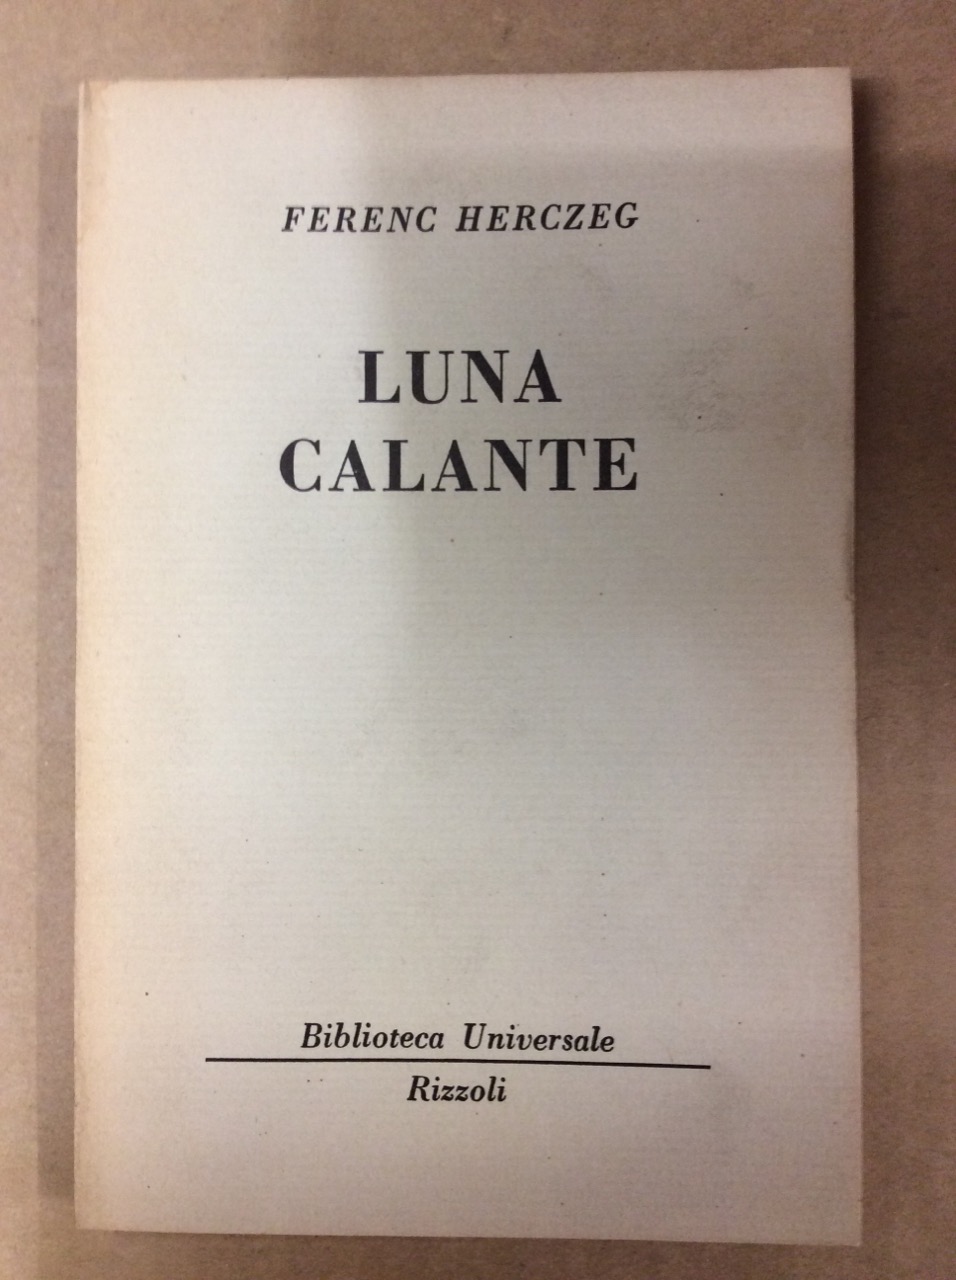 FERENC HERCZEG
LUNA
CALANTE
Biblioteca Universale
Rizzoli